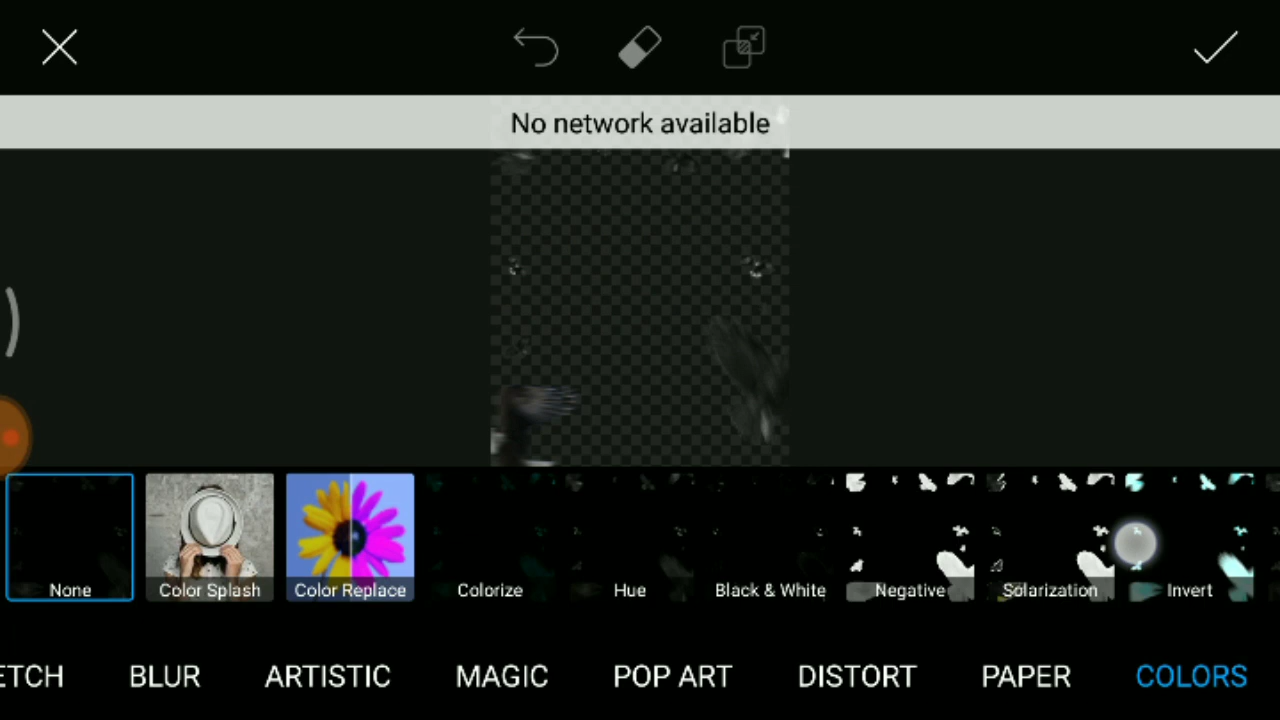 No network available
None
Color Splash
Color Replace
Colorize
Hue
Black & White
Negative
Solarization
Invert
ETCH BLUR ARTISTIC MAGIC POP ART DISTORT PAPER COLORS